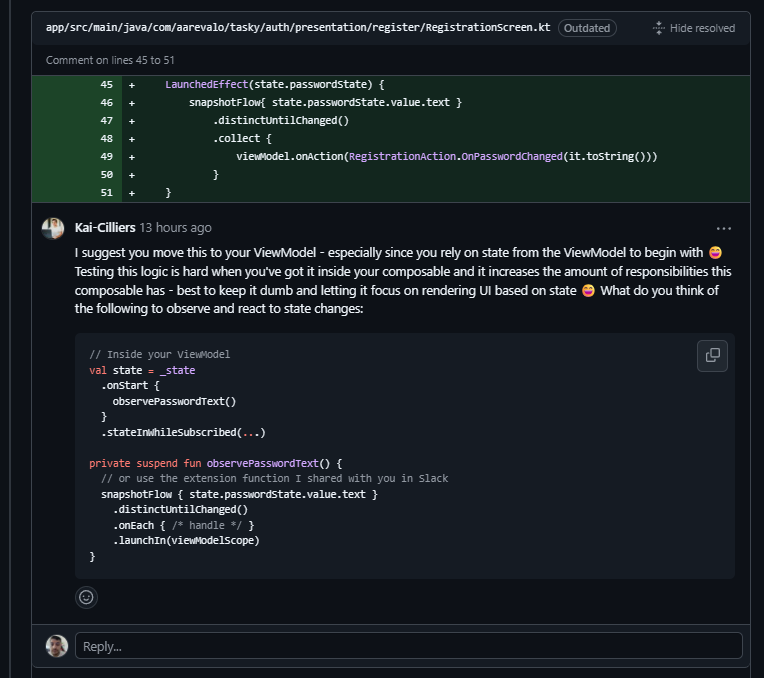 app/src/main/java/com/aarevalo/tasky/auth/presentation/register/RegistrationScreen.kt Outdated Hide resolved
Comment on lines 45 to 51
45 + LaunchedEffect(state.passwordState) {
46 + snapshotFlow{ state.passwordState.value.text }
47 + .distinctUntilChanged()
48 + .collect {
49 + viewModel.onAction(RegistrationAction.OnPasswordChanged(it.toString()))
50 + }
51 + }
Kai-Cilliers 13 hours ago
I suggest you move this to your ViewModel - especially since you rely on state from the ViewModel to begin with 😄
Testing this logic is hard when you've got it inside your composable and it increases the amount of responsibilities this
composable has - best to keep it dumb and letting it focus on rendering UI based on state 😄 What do you think of
the following to observe and react to state changes:
// Inside your ViewModel
val state = _state
.onStart {
observePasswordText()
}
.stateInWhileSubscribed(...)
private suspend fun observePasswordText() {
// or use the extension function I shared with you in Slack
snapshotFlow { state.passwordState.value.text }
.distinctUntilChanged()
.onEach { /* handle */ }
.launchIn(viewModelScope)
}
Reply...